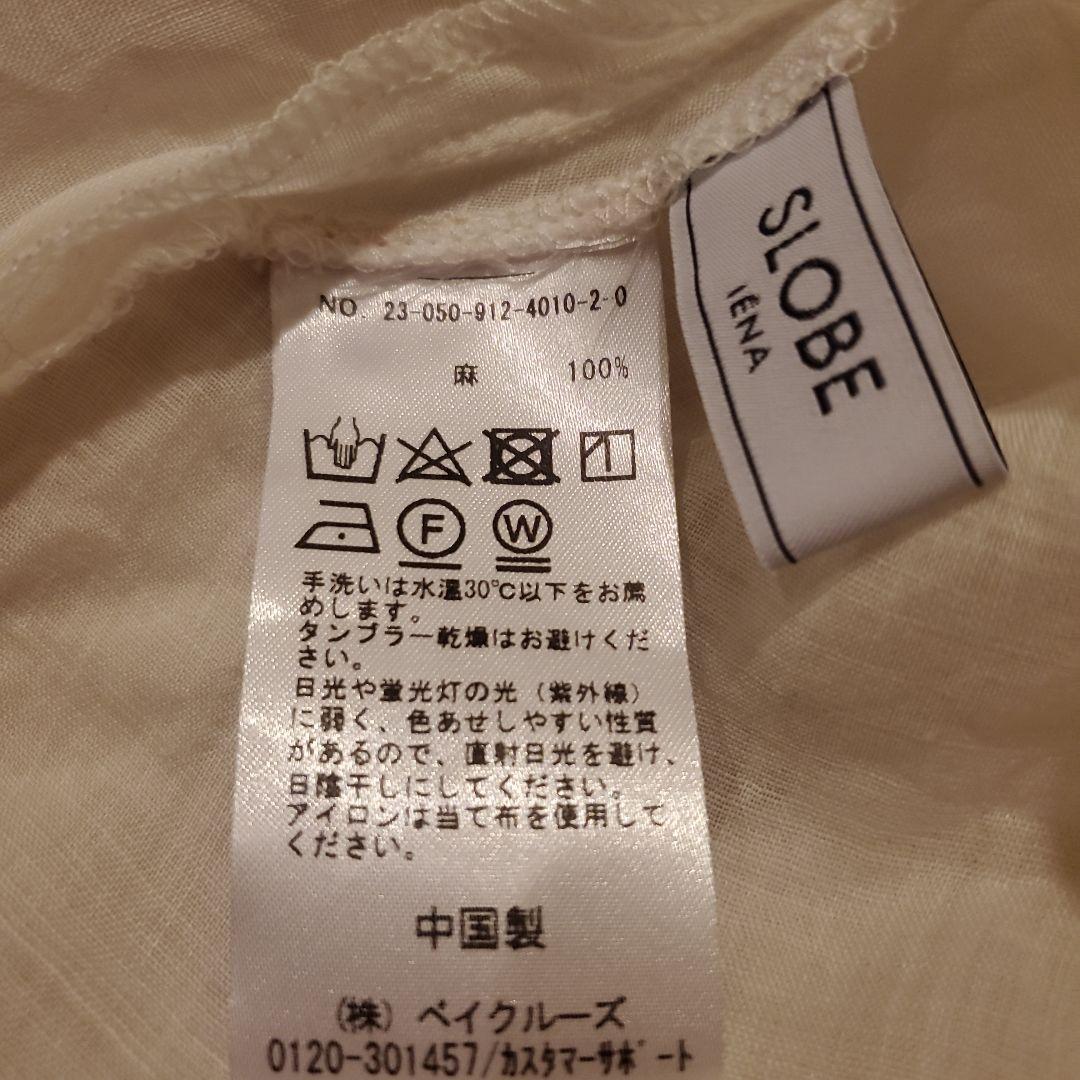 NO. 23-050-912-4010-2-0
麻 100%
F W
手洗いは水温30℃以下をお薦
めします。
タンブラー乾燥はお避けくだ
さい。
日光や蛍光灯の光（紫外線）
に弱く、色あせしやすい性質
があるので、直射日光を避け、
日陰干しにしてください。
アイロンは当て布を使用して
ください。
中国製
（株）ベイクルーズ
0120-301457/カスタマーサポート
SLOBE
IÉNA